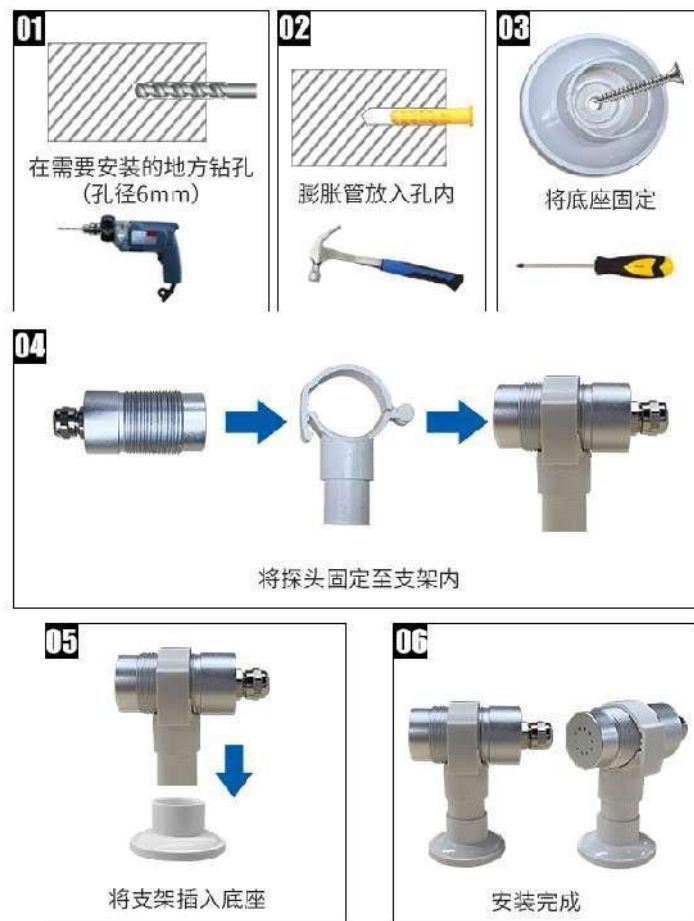 01
在需要安装的地方钻孔
(孔径6mm)
02
膨胀管放入孔内
03
将底座固定
04
将探头固定至支架内
05
将支架插入底座
06
安装完成